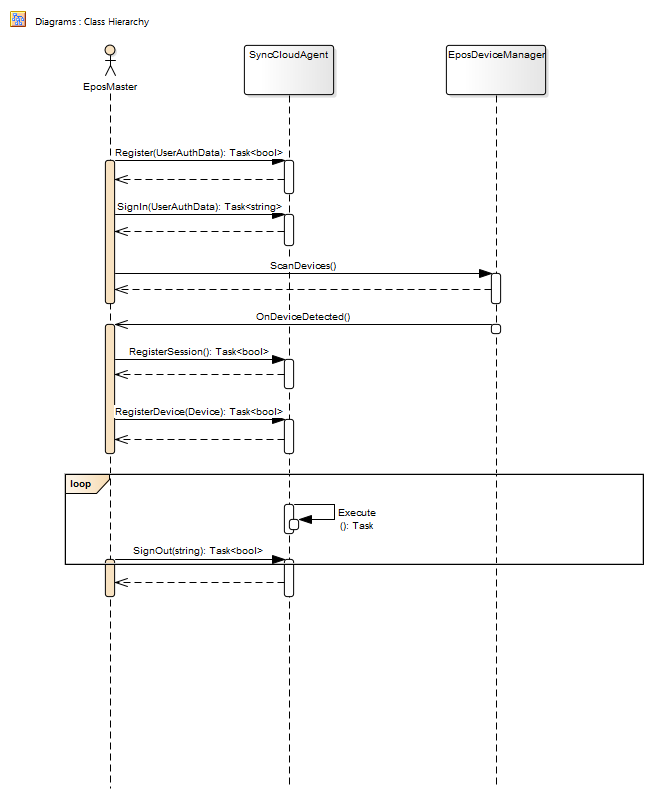 Diagrams : Class Hierarchy
SyncCloudAgent
EposDeviceManager
EposMaster
Register(UserAuthData): Task<bool>
SignIn(UserAuthData): Task<string>
ScanDevices()
OnDeviceDetected()
RegisterSession(): Task<bool>
RegisterDevice(Device): Task<bool>
loop
Execute
(): Task
SignOut(string): Task<bool>